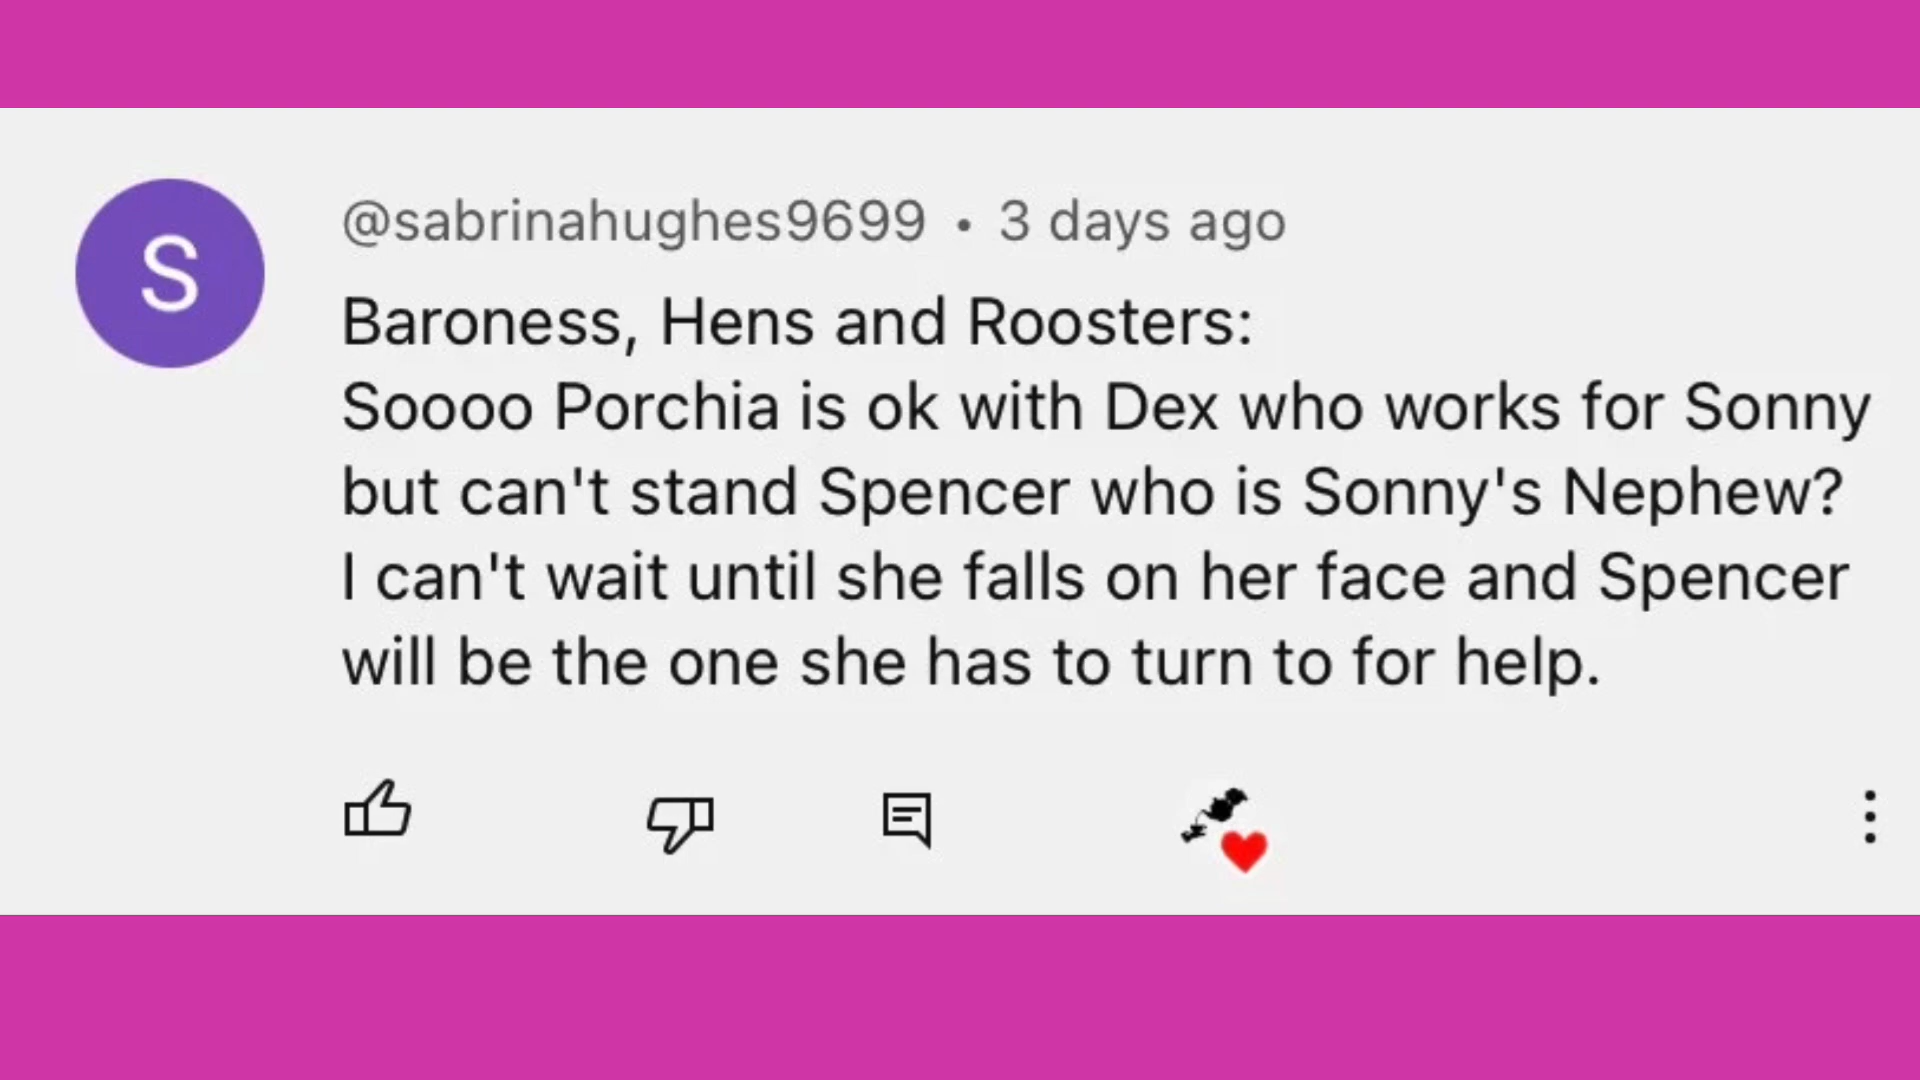 S
@sabrinahughes9699 • 3 days ago
Baroness, Hens and Roosters:
Soooo Porchia is ok with Dex who works for Sonny
but can't stand Spencer who is Sonny's Nephew?
I can't wait until she falls on her face and Spencer
will be the one she has to turn to for help.